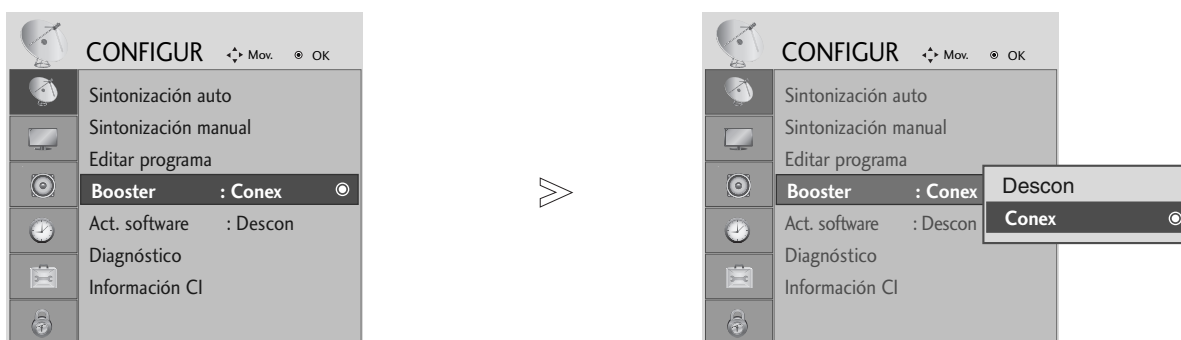 CONFIGUR Mov. OK
Sintonización auto
Sintonización manual
Editar programa
Booster : Conex
Act. software : Descon
Diagnóstico
Información CI
CONFIGUR Mov. OK
Sintonización auto
Sintonización manual
Editar programa
Booster : Conex
Act. software : Descon
Diagnóstico
Información CI
Descon
Conex